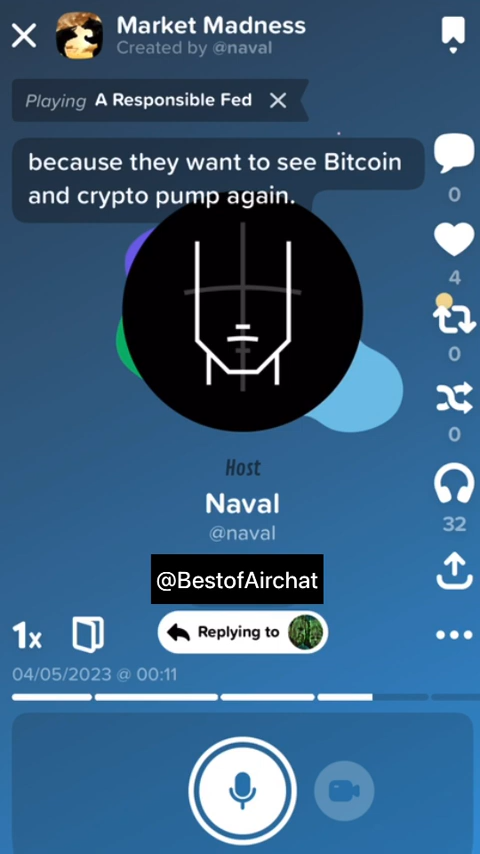 Market Madness
Created by @naval
Playing A Responsible Fed
because they want to see Bitcoin
and crypto pump again.
0
4
0
0
32
Host
Naval
@naval
@BestofAirchat
1x
Replying to
04/05/2023 @ 00:11